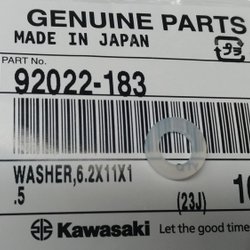 GENUINE PARTS
MADE IN JAPAN
PART No.
92022-183
WASHER,6.2X11X1
.5
(23J)
Kawasaki
Let the good time